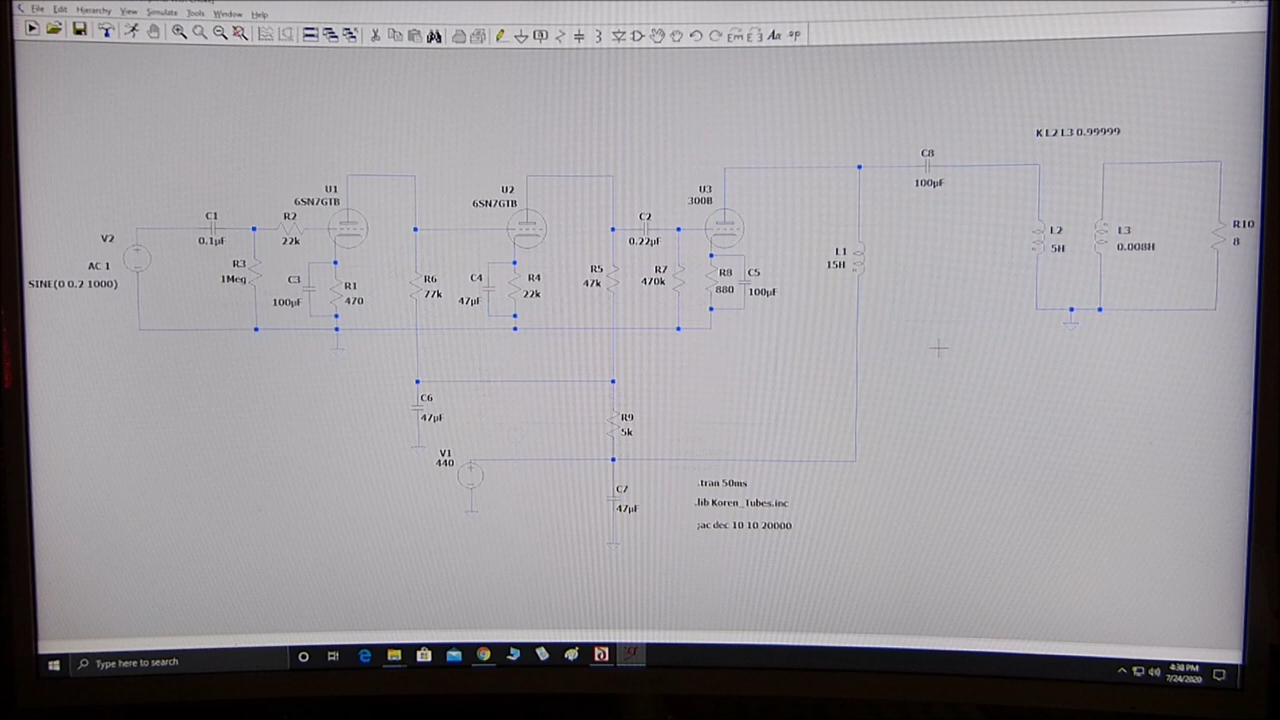 File Edit Hierarchy View Simulate Tools Window Help
K L2 L3 0.99999
C8
100µF
U1
6SN7GTB
U2
6SN7GTB
U3
300B
C1
0.1µF
R2
22k
C2
0.22µF
V2
AC 1
SINE(0 0.2 1000)
R3
1Meg
C3
100µF
R1
470
R6
77k
C4
47µF
R4
22k
R5
47k
R7
470k
R8
880
C5
100µF
L1
15H
L2
5H
L3
0.008H
R10
8
C6
47µF
R9
5k
V1
440
C7
47µF
.tran 50ms
.lib Koren_Tubes.inc
;ac dec 10 10 20000
Type here to search
4:38 PM
7/24/2020